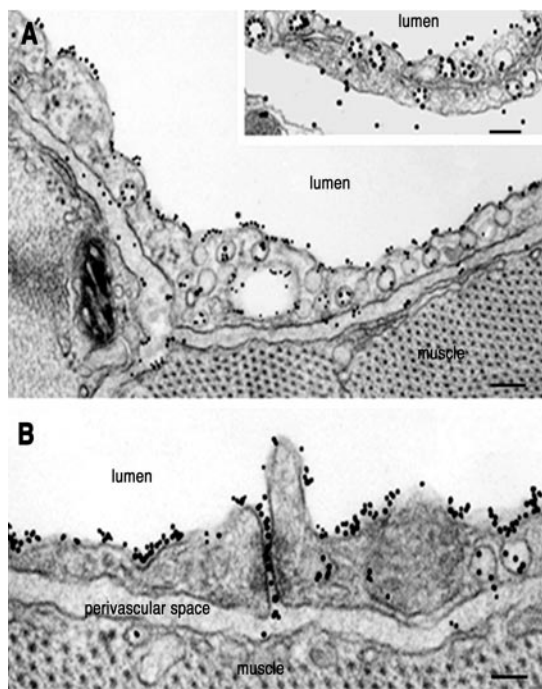 A
lumen
lumen
muscle
B
lumen
perivascular space
muscle